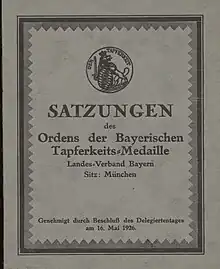 SATZUNGEN
des
Ordens der Bayerischen
Tapferkeits-Medaille
Landes-Verband Bayern
Sitz: München
Genehmigt durch Beschluß des Delegiertentages
am 16. Mai 1926.